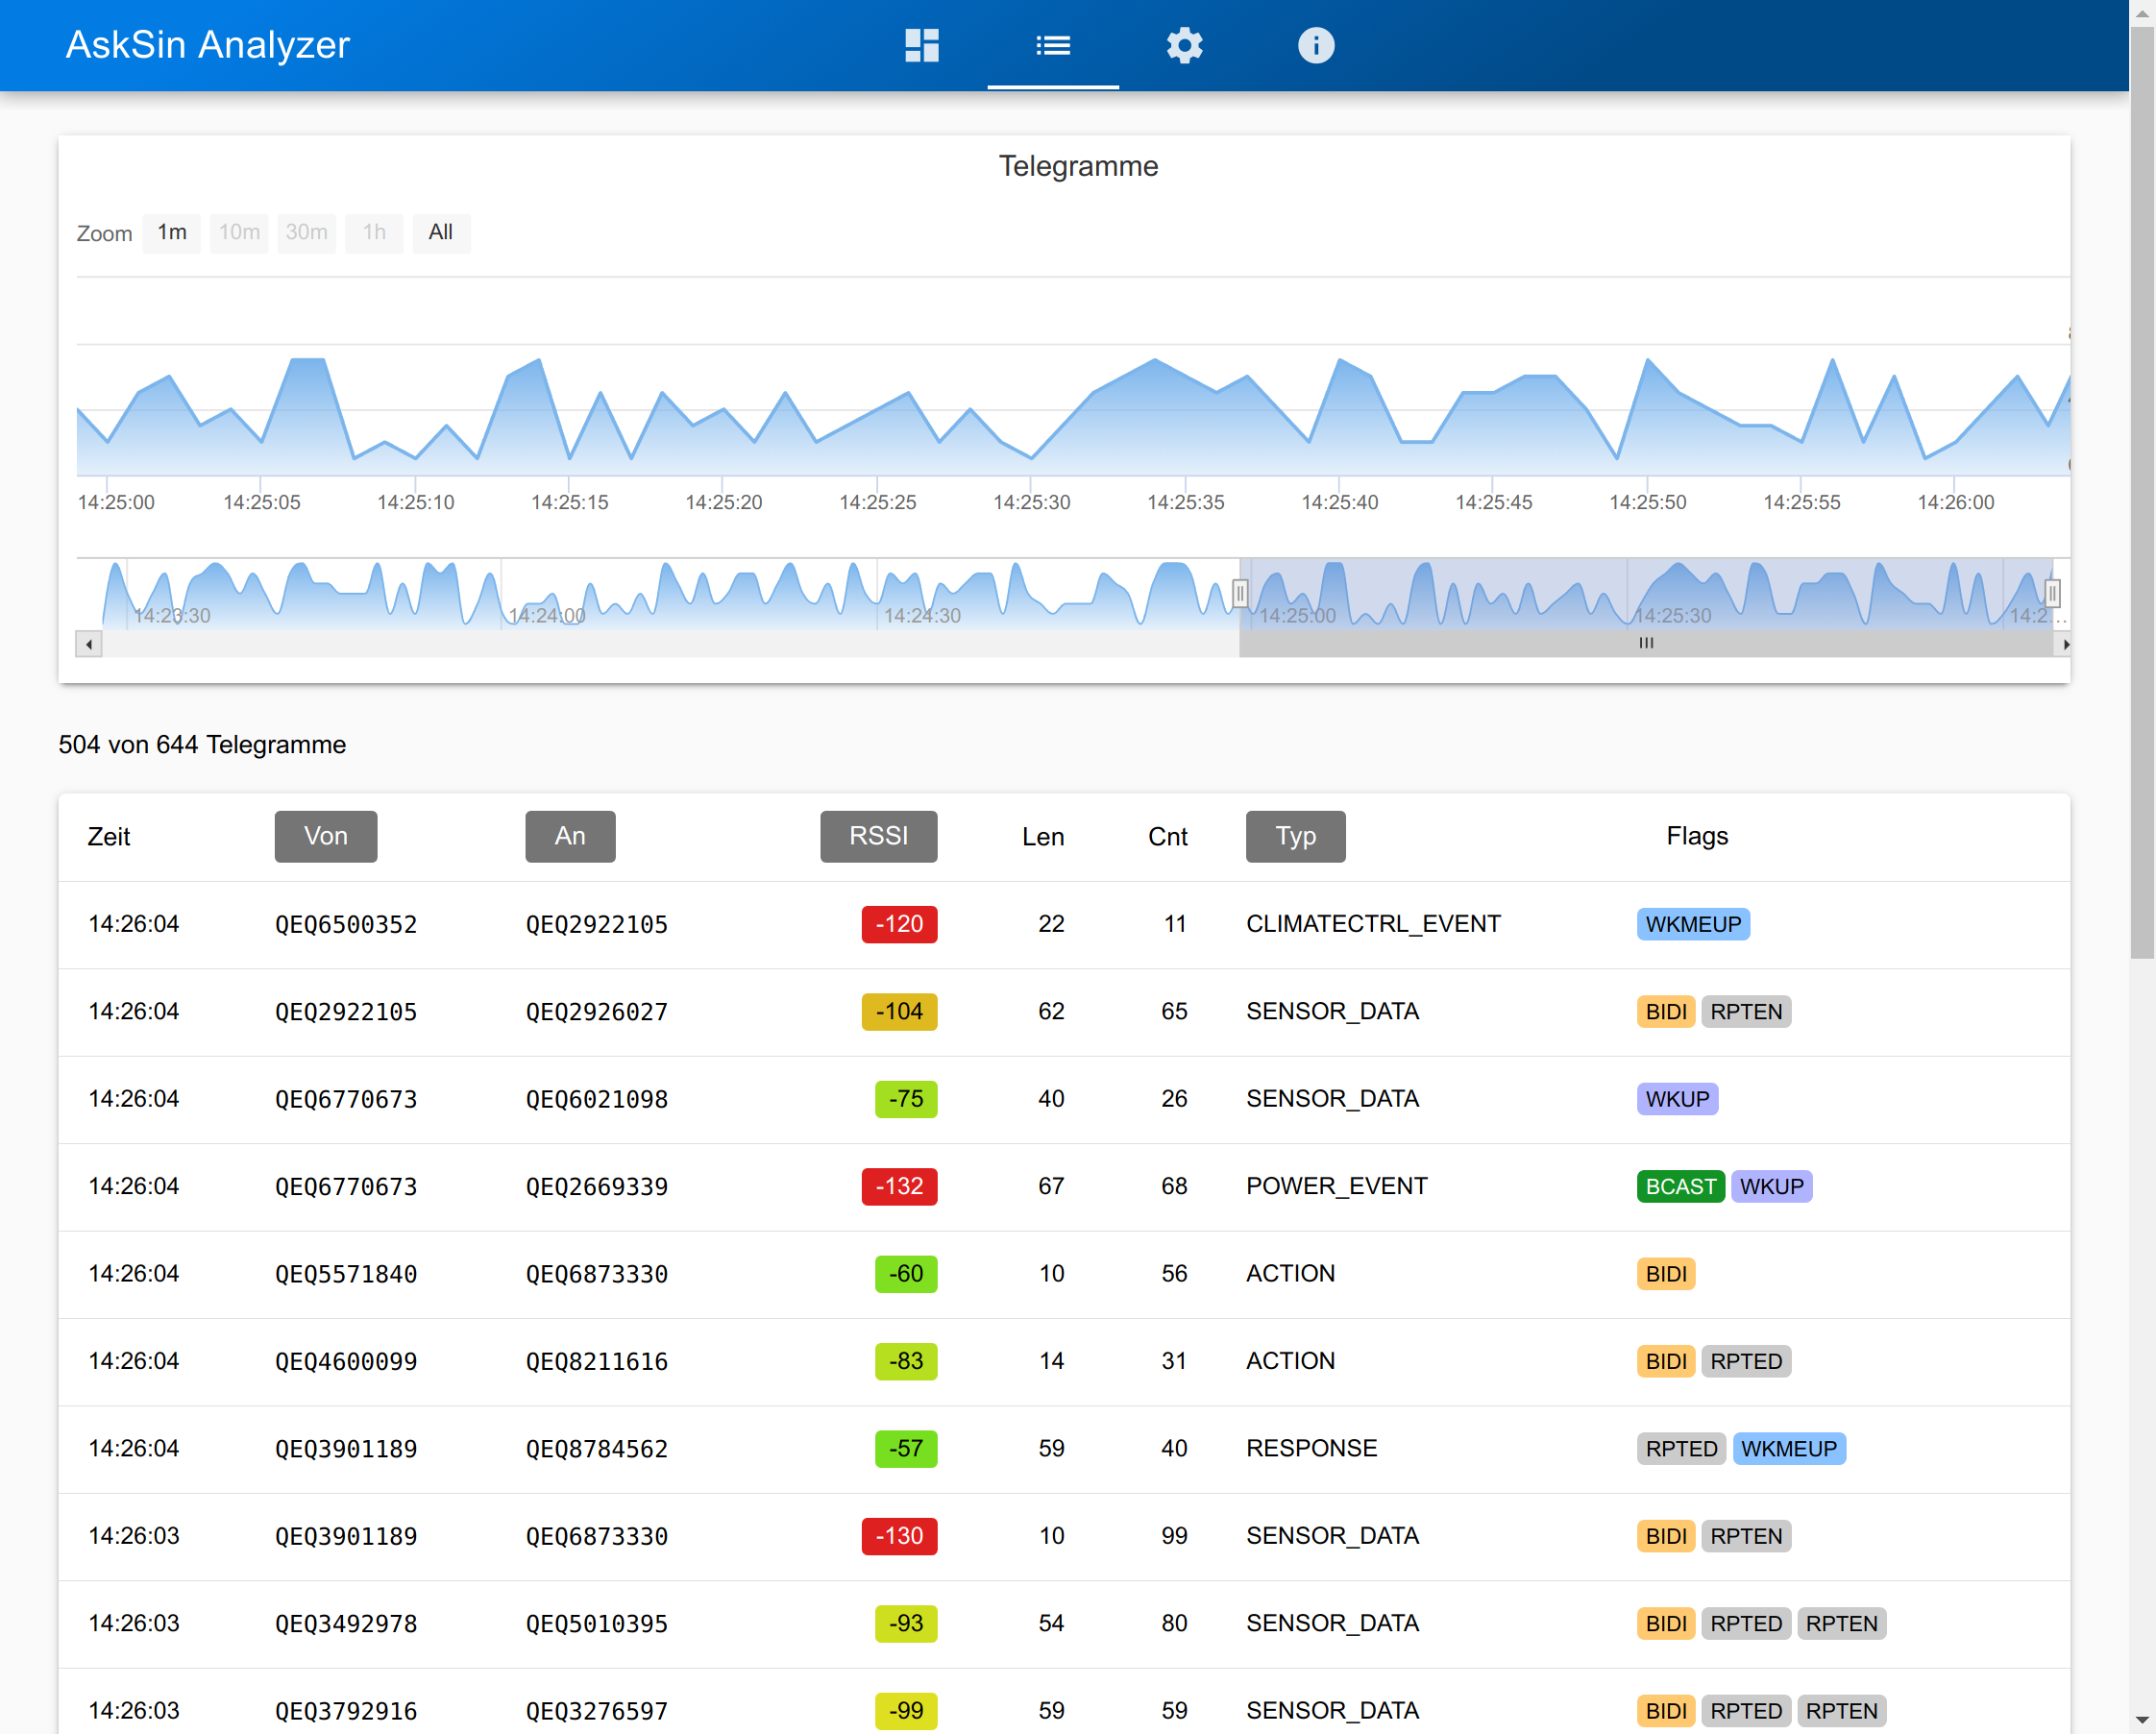 AskSin Analyzer
Telegramme
Zoom 1m 10m 30m 1h All
14:25:00 14:25:05 14:25:10 14:25:15 14:25:20 14:25:25 14:25:30 14:25:35 14:25:40 14:25:45 14:25:50 14:25:55 14:26:00
14:23:30 14:24:00 14:24:30 14:25:00 14:25:30 14:2…
504 von 644 Telegramme
Zeit Von An RSSI Len Cnt Typ Flags
14:26:04 QEQ6500352 QEQ2922105 -120 22 11 CLIMATECTRL_EVENT WKMEUP
14:26:04 QEQ2922105 QEQ2926027 -104 62 65 SENSOR_DATA BIDI RPTEN
14:26:04 QEQ6770673 QEQ6021098 -75 40 26 SENSOR_DATA WKUP
14:26:04 QEQ6770673 QEQ2669339 -132 67 68 POWER_EVENT BCAST WKUP
14:26:04 QEQ5571840 QEQ6873330 -60 10 56 ACTION BIDI
14:26:04 QEQ4600099 QEQ8211616 -83 14 31 ACTION BIDI RPTED
14:26:04 QEQ3901189 QEQ8784562 -57 59 40 RESPONSE RPTED WKMEUP
14:26:03 QEQ3901189 QEQ6873330 -130 10 99 SENSOR_DATA BIDI RPTEN
14:26:03 QEQ3492978 QEQ5010395 -93 54 80 SENSOR_DATA BIDI RPTED RPTEN
14:26:03 QEQ3792916 QEQ3276597 -99 59 59 SENSOR_DATA BIDI RPTED RPTEN